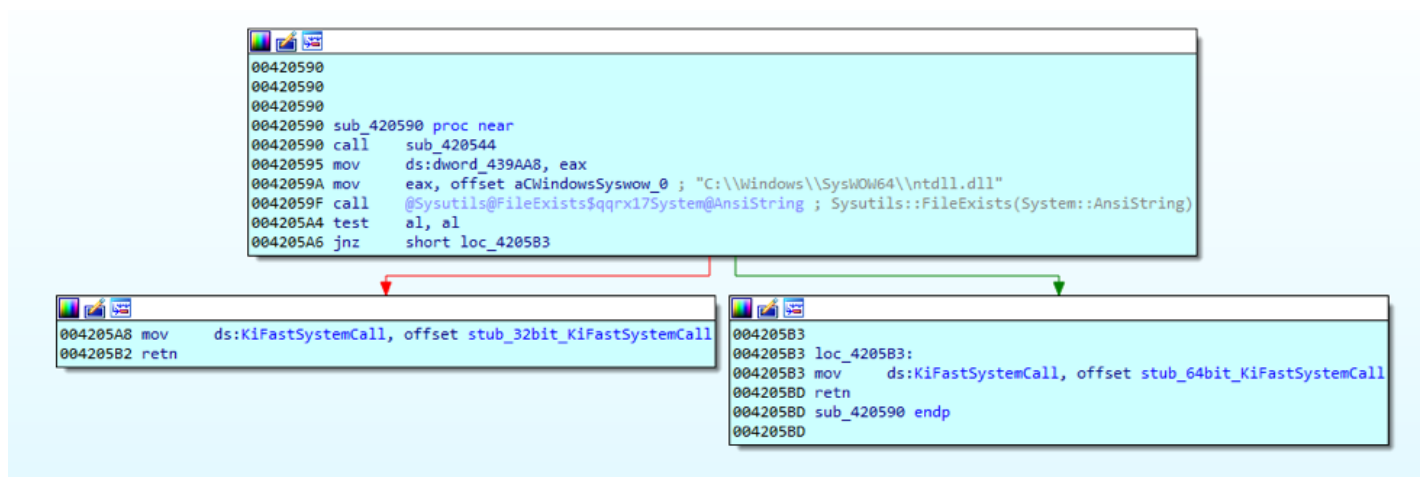 00420590
00420590
00420590
00420590 sub_420590 proc near
00420590 call sub_420544
00420595 mov ds:dword_439AA8, eax
0042059A mov eax, offset aCWindowsSyswow_0 ; "C:\\Windows\\SysWOW64\\ntdll.dll"
0042059F call @Sysutils@FileExists$qqrx17System@AnsiString ; Sysutils::FileExists(System::AnsiString)
004205A4 test al, al
004205A6 jnz short loc_4205B3
004205A8 mov ds:KiFastSystemCall, offset stub_32bit_KiFastSystemCall
004205B2 retn
004205B3
004205B3 loc_4205B3:
004205B3 mov ds:KiFastSystemCall, offset stub_64bit_KiFastSystemCall
004205BD retn
004205BD sub_420590 endp
004205BD